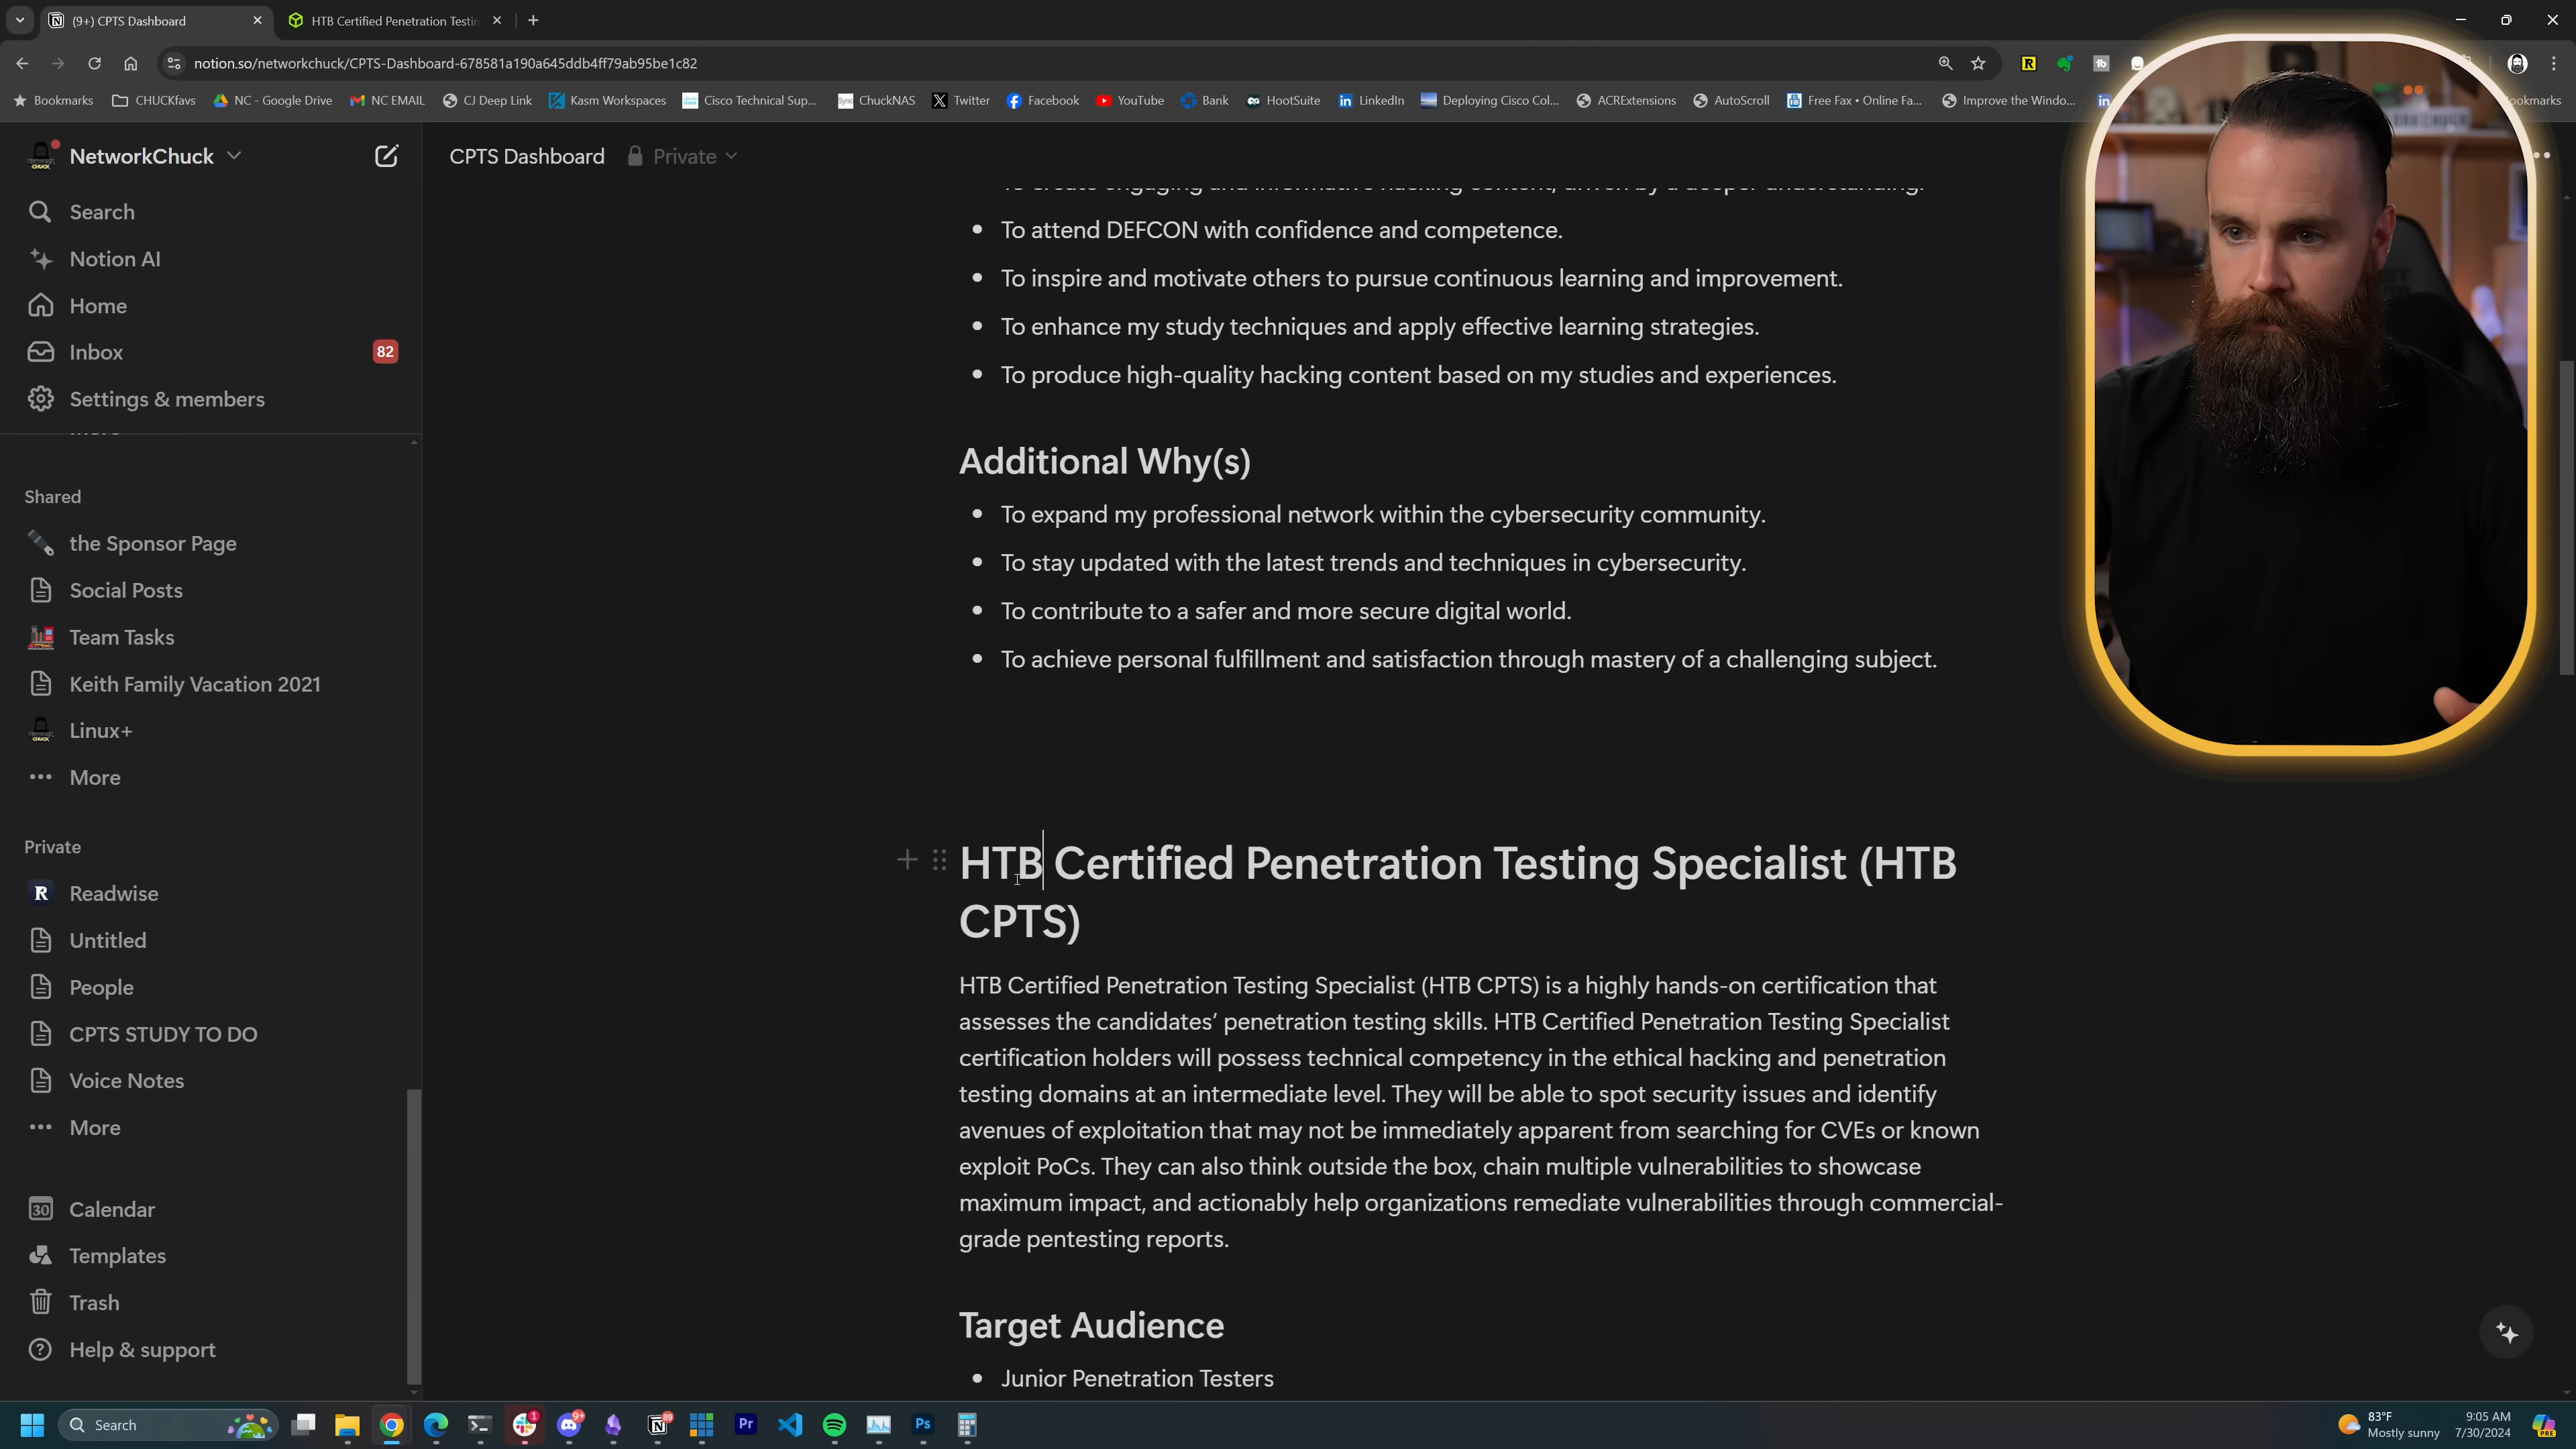 (9+) CPTS Dashboard
HTB Certified Penetration Testin
notion.so/networkchuck/CPTS-Dashboard-678581a190a645ddb4ff79ab95be1c82
Bookmarks
CHUCKfavs
NC - Google Drive
NC EMAIL
CJ Deep Link
Kasm Workspaces
Cisco Technical Sup...
ChuckNAS
Twitter
Facebook
YouTube
Bank
HootSuite
LinkedIn
Deploying Cisco Col...
ACRExtensions
AutoScroll
Free Fax • Online Fa...
Improve the Windo...
NetworkChuck
Search
Notion AI
Home
Inbox
82
Settings & members
Shared
the Sponsor Page
Social Posts
Team Tasks
Keith Family Vacation 2021
Linux+
More
Private
Readwise
Untitled
People
CPTS STUDY TO DO
Voice Notes
More
Calendar
Templates
Trash
Help & support
CPTS Dashboard
Private
To create engaging and informative hacking content, driven by a deeper understanding.
• To attend DEFCON with confidence and competence.
• To inspire and motivate others to pursue continuous learning and improvement.
• To enhance my study techniques and apply effective learning strategies.
• To produce high-quality hacking content based on my studies and experiences.
Additional Why(s)
• To expand my professional network within the cybersecurity community.
• To stay updated with the latest trends and techniques in cybersecurity.
• To contribute to a safer and more secure digital world.
• To achieve personal fulfillment and satisfaction through mastery of a challenging subject.
HTB Certified Penetration Testing Specialist (HTB
CPTS)
HTB Certified Penetration Testing Specialist (HTB CPTS) is a highly hands-on certification that
assesses the candidates’ penetration testing skills. HTB Certified Penetration Testing Specialist
certification holders will possess technical competency in the ethical hacking and penetration
testing domains at an intermediate level. They will be able to spot security issues and identify
avenues of exploitation that may not be immediately apparent from searching for CVEs or known
exploit PoCs. They can also think outside the box, chain multiple vulnerabilities to showcase
maximum impact, and actionably help organizations remediate vulnerabilities through commercial-
grade pentesting reports.
Target Audience
• Junior Penetration Testers
Search
83°F
Mostly sunny
9:05 AM
7/30/2024